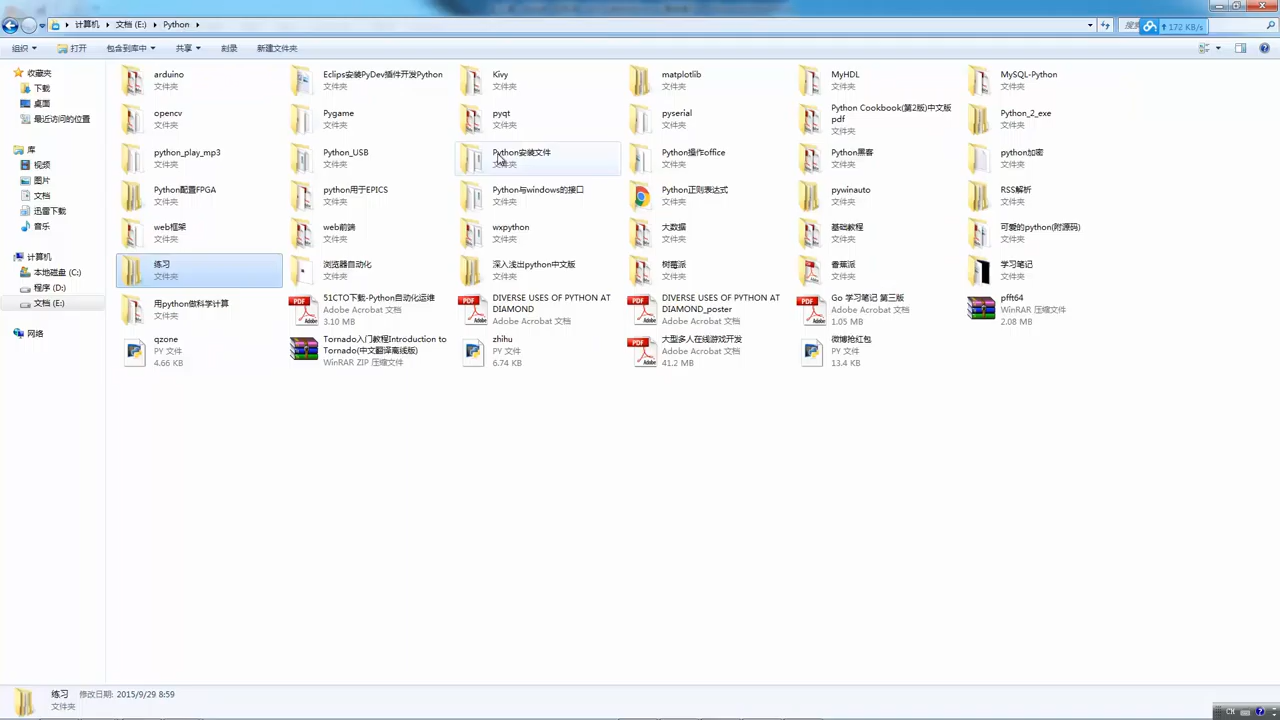 计算机 ▸ 文档 (E:) ▸ Python ▸
↑ 172 KB/s
组织 打开 包含到库中 共享 刻录 新建文件夹
收藏夹
下载
桌面
最近访问的位置
库
视频
图片
文档
迅雷下载
音乐
计算机
本地磁盘 (C:)
程序 (D:)
文档 (E:)
网络
arduino
文件夹
Eclips安装PyDev插件开发Python
文件夹
Kivy
文件夹
matplotlib
文件夹
MyHDL
文件夹
MySQL-Python
文件夹
opencv
文件夹
Pygame
文件夹
pyqt
文件夹
pyserial
文件夹
Python Cookbook(第2版)中文版
pdf
文件夹
Python_2_exe
文件夹
python_play_mp3
文件夹
Python_USB
文件夹
Python安装文件
文件夹
Python操作office
文件夹
Python黑客
文件夹
python加密
文件夹
Python配置FPGA
文件夹
python用于EPICS
文件夹
Python与windows的接口
文件夹
Python正则表达式
文件夹
pywinauto
文件夹
RSS解析
文件夹
web框架
文件夹
web前端
文件夹
wxpython
文件夹
大数据
文件夹
基础教程
文件夹
可爱的python(附源码)
文件夹
练习
文件夹
浏览器自动化
文件夹
深入浅出python中文版
文件夹
树莓派
文件夹
香蕉派
文件夹
学习笔记
文件夹
用python做科学计算
文件夹
51CTO下载-Python自动化运维
Adobe Acrobat 文档
3.10 MB
DIVERSE USES OF PYTHON AT
DIAMOND
Adobe Acrobat 文档
DIVERSE USES OF PYTHON AT
DIAMOND_poster
Adobe Acrobat 文档
Go 学习笔记 第三版
Adobe Acrobat 文档
1.05 MB
pfft64
WinRAR 压缩文件
2.08 MB
qzone
PY 文件
4.66 KB
Tornado入门教程Introduction to
Tornado(中文翻译离线版)
WinRAR ZIP 压缩文件
zhihu
PY 文件
6.74 KB
大型多人在线游戏开发
Adobe Acrobat 文档
41.2 MB
微博抢红包
PY 文件
13.4 KB
练习 修改日期: 2015/9/29 8:59
文件夹
CH